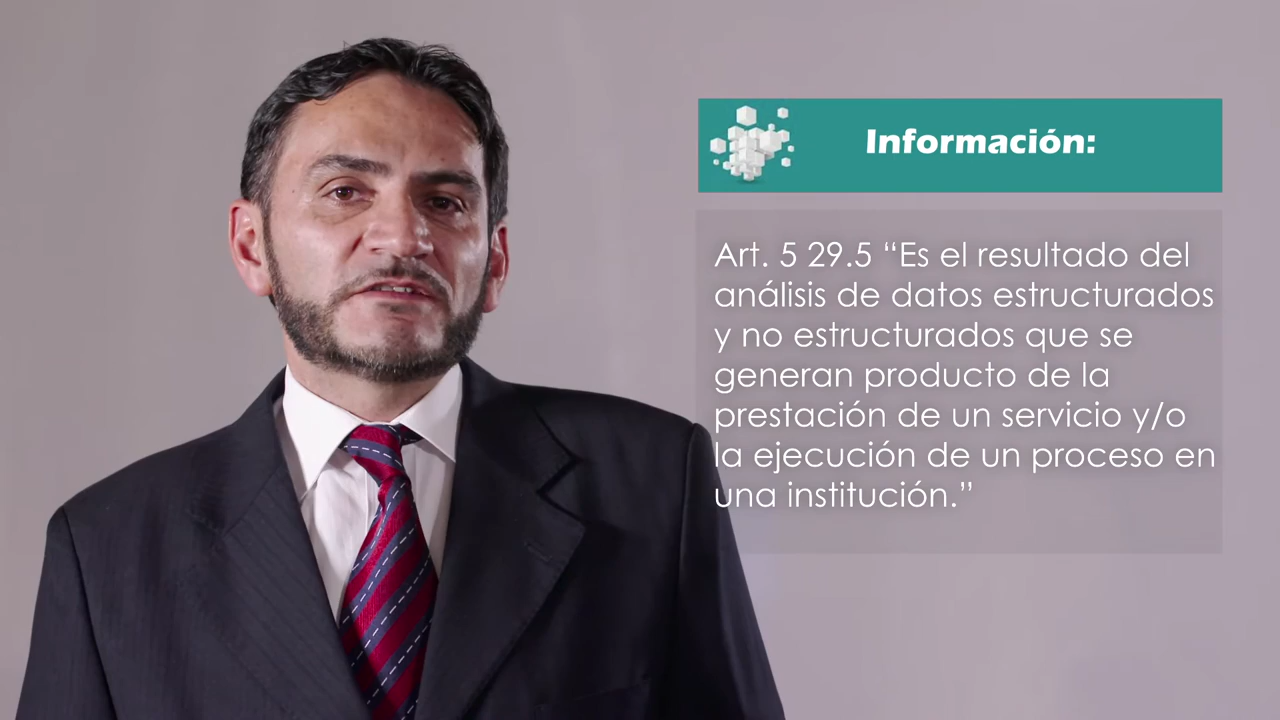 Información:
Art. 5 29.5 “Es el resultado del
análisis de datos estructurados
y no estructurados que se
generan producto de la
prestación de un servicio y/o
la ejecución de un proceso en
una institución.”